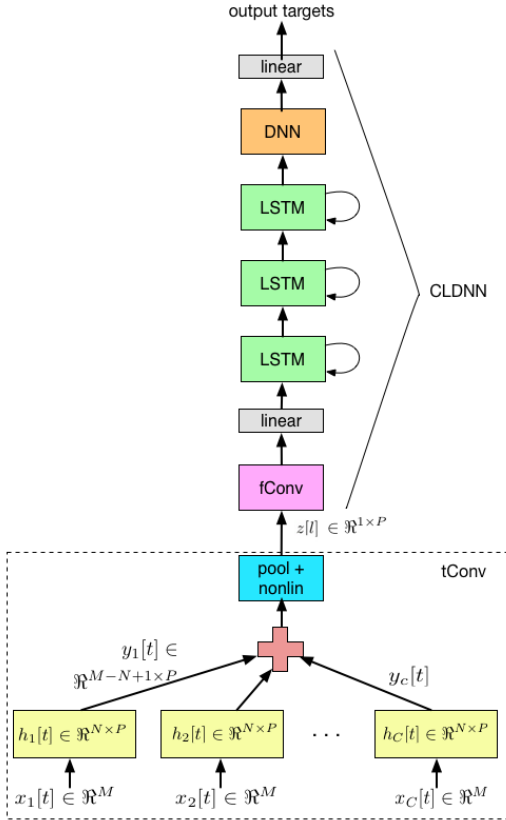 output targets
linear
DNN
LSTM
LSTM
CLDNN
LSTM
linear
fConv
z[l] ∈ ℜ^{1×P}
pool +
nonlin
tConv
y_1[t] ∈
ℜ^{M−N+1×P}
y_c[t]
h_1[t] ∈ ℜ^{N×P}
h_2[t] ∈ ℜ^{N×P}
...
h_C[t] ∈ ℜ^{N×P}
x_1[t] ∈ ℜ^M
x_2[t] ∈ ℜ^M
x_C[t] ∈ ℜ^M